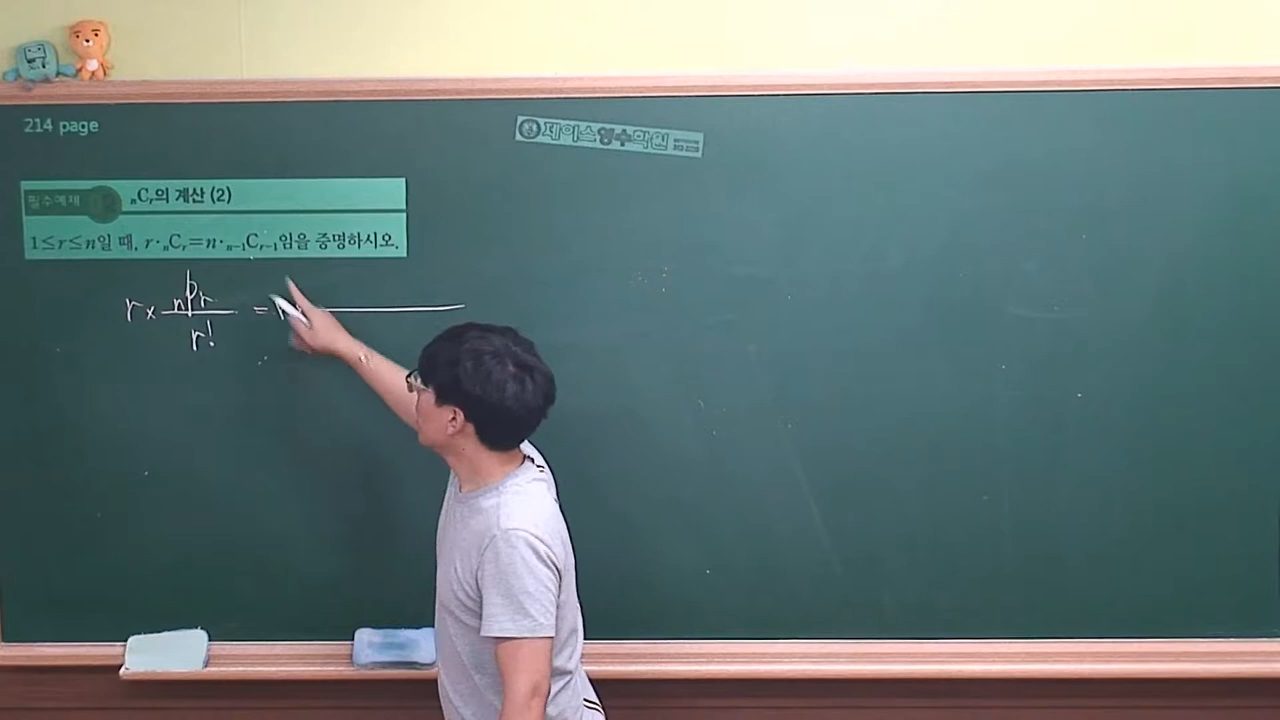 214 page
제이스영수학원
필수예제
nCr의 계산 (2)
1≤r≤n일 때, r·nCr=n·n-1Cr-1임을 증명하시오.
r × nPr / r! =